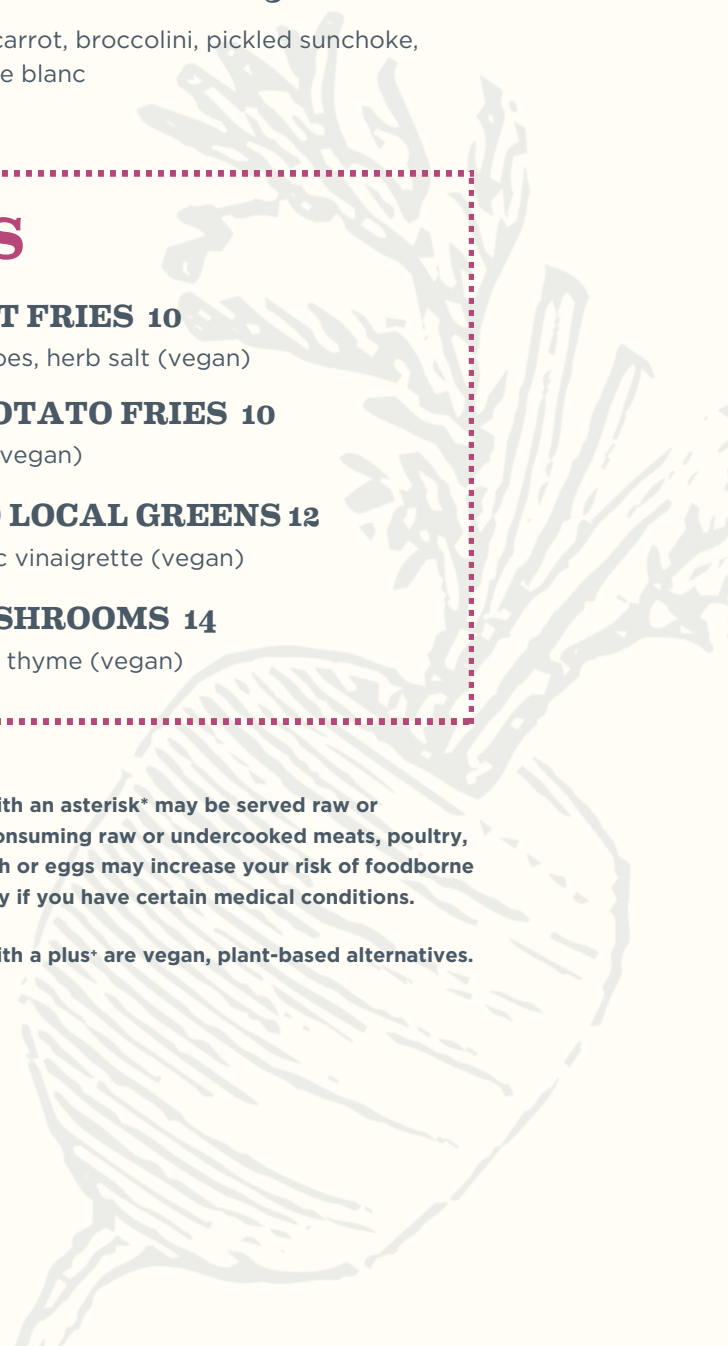 carrot, broccolini, pickled sunchoke,
e blanc
S
T FRIES 10
oes, herb salt (vegan)
OTATO FRIES 10
vegan)
LOCAL GREENS 12
c vinaigrette (vegan)
SHROOMS 14
thyme (vegan)
ith an asterisk* may be served raw or
onsuming raw or undercooked meats, poultry,
h or eggs may increase your risk of foodborne
y if you have certain medical conditions.
ith a plus+ are vegan, plant-based alternatives.